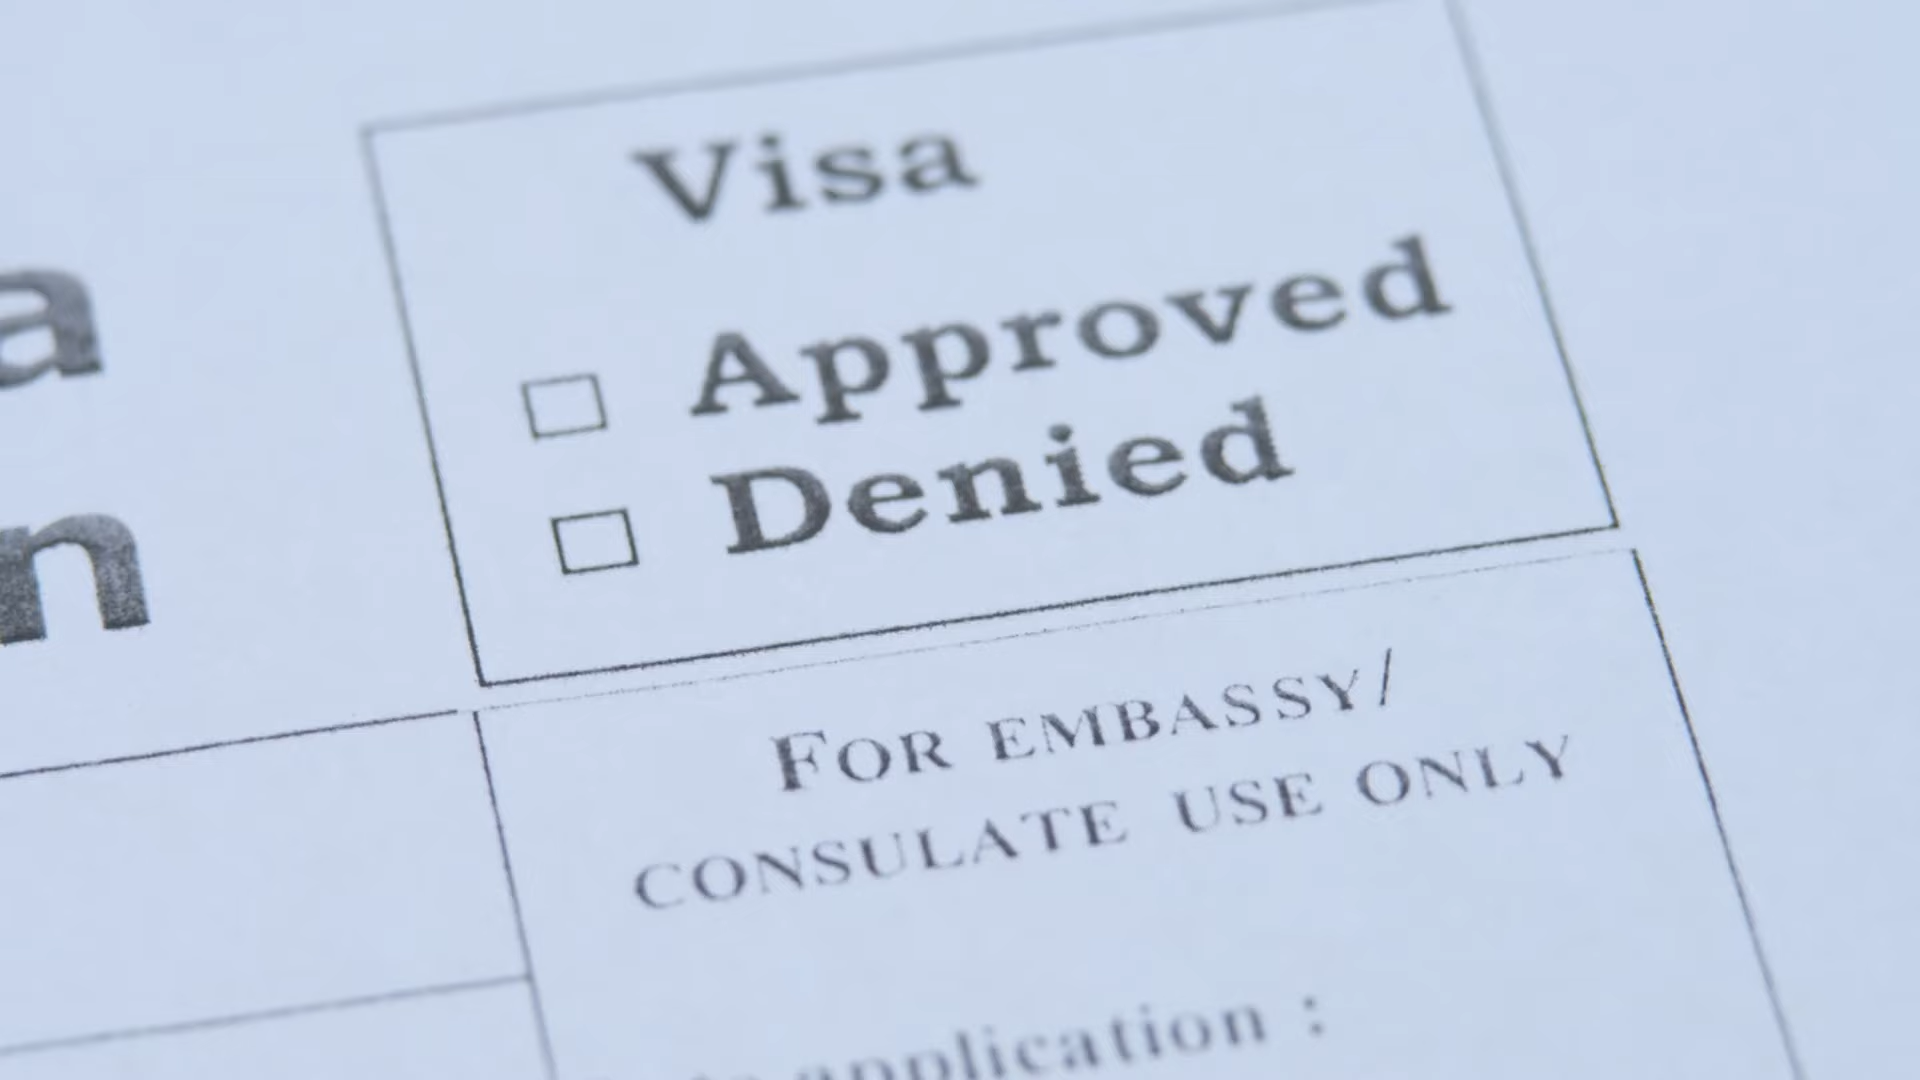 Visa
Approved
Denied
a
n
FOR EMBASSY/
CONSULATE USE ONLY
application :